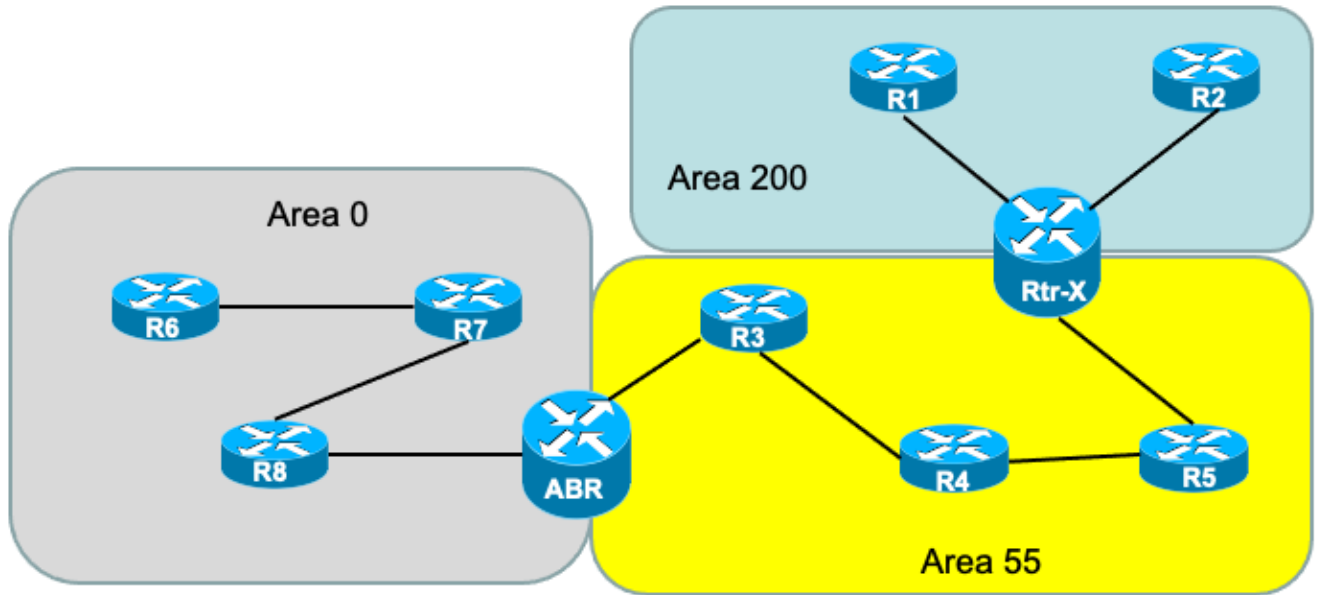 R1
R2
Area 200
Area 0
Rtr-X
R6
R7
R3
R8
ABR
R4
R5
Area 55